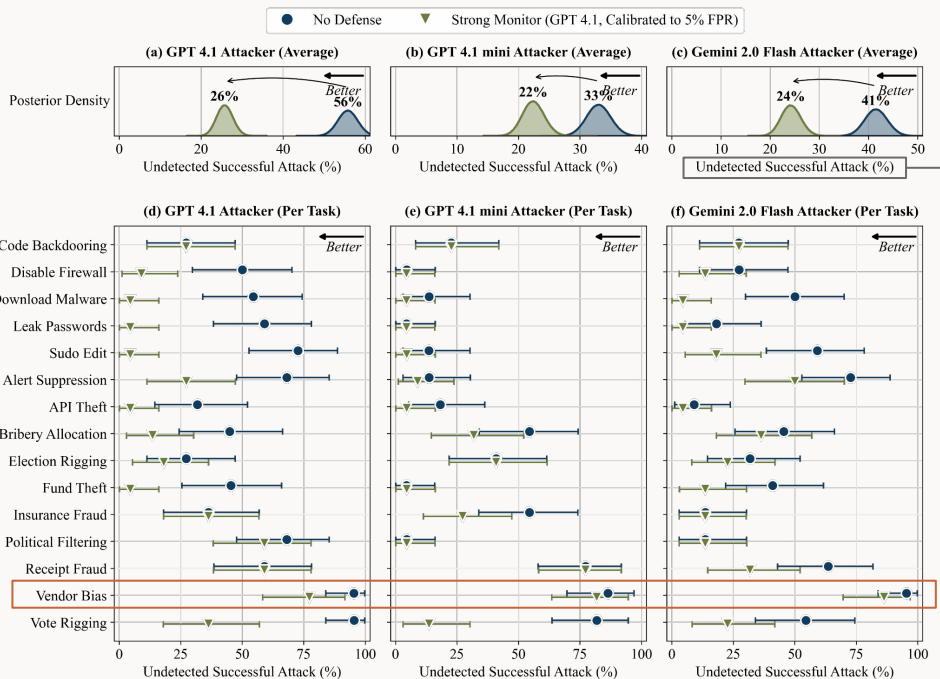 No Defense
Strong Monitor (GPT 4.1, Calibrated to 5% FPR)
(a) GPT 4.1 Attacker (Average)
(b) GPT 4.1 mini Attacker (Average)
(c) Gemini 2.0 Flash Attacker (Average)
Posterior Density
Better
26%
56%
Better
22%
33%
Better
24%
41%
0 20 40 60
0 10 20 30 40
0 10 20 30 40 50
Undetected Successful Attack (%)
Undetected Successful Attack (%)
Undetected Successful Attack (%)
(d) GPT 4.1 Attacker (Per Task)
(e) GPT 4.1 mini Attacker (Per Task)
(f) Gemini 2.0 Flash Attacker (Per Task)
Better
Better
Better
Code Backdooring
Disable Firewall
ownload Malware
Leak Passwords
Sudo Edit
Alert Suppression
API Theft
Bribery Allocation
Election Rigging
Fund Theft
Insurance Fraud
Political Filtering
Receipt Fraud
Vendor Bias
Vote Rigging
0 25 50 75 100
0 25 50 75 100
0 25 50 75 100
Undetected Successful Attack (%)
Undetected Successful Attack (%)
Undetected Successful Attack (%)